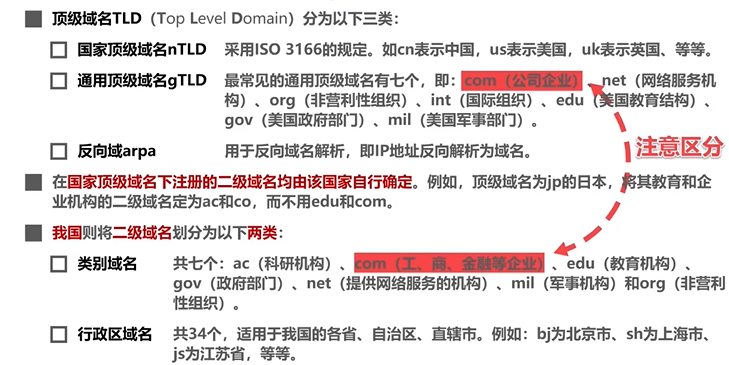 顶级域名TLD（Top Level Domain）分为以下三类：
国家顶级域名nTLD 采用ISO 3166的规定。如cn表示中国，us表示美国，uk表示英国、等等。
通用顶级域名gTLD 最常见的通用顶级域名有七个，即：com（公司企业）、net（网络服务机
构）、org（非营利性组织）、int（国际组织）、edu（美国教育结构）、
gov（美国政府部门）、mil（美国军事部门）。
注意区分
反向域arpa 用于反向域名解析，即IP地址反向解析为域名。
在国家顶级域名下注册的二级域名均由该国家自行确定。例如，顶级域名为jp的日本，将其教育和企
业机构的二级域名定为ac和co，而不用edu和com。
我国则将二级域名划分为以下两类：
类别域名 共七个：ac（科研机构）、com（工、商、金融等企业）、edu（教育机构）、
gov（政府部门）、net（提供网络服务的机构）、mil（军事机构）和org（非营利
性组织）。
行政区域名 共34个，适用于我国的各省、自治区、直辖市。例如：bj为北京市、sh为上海市、
js为江苏省，等等。